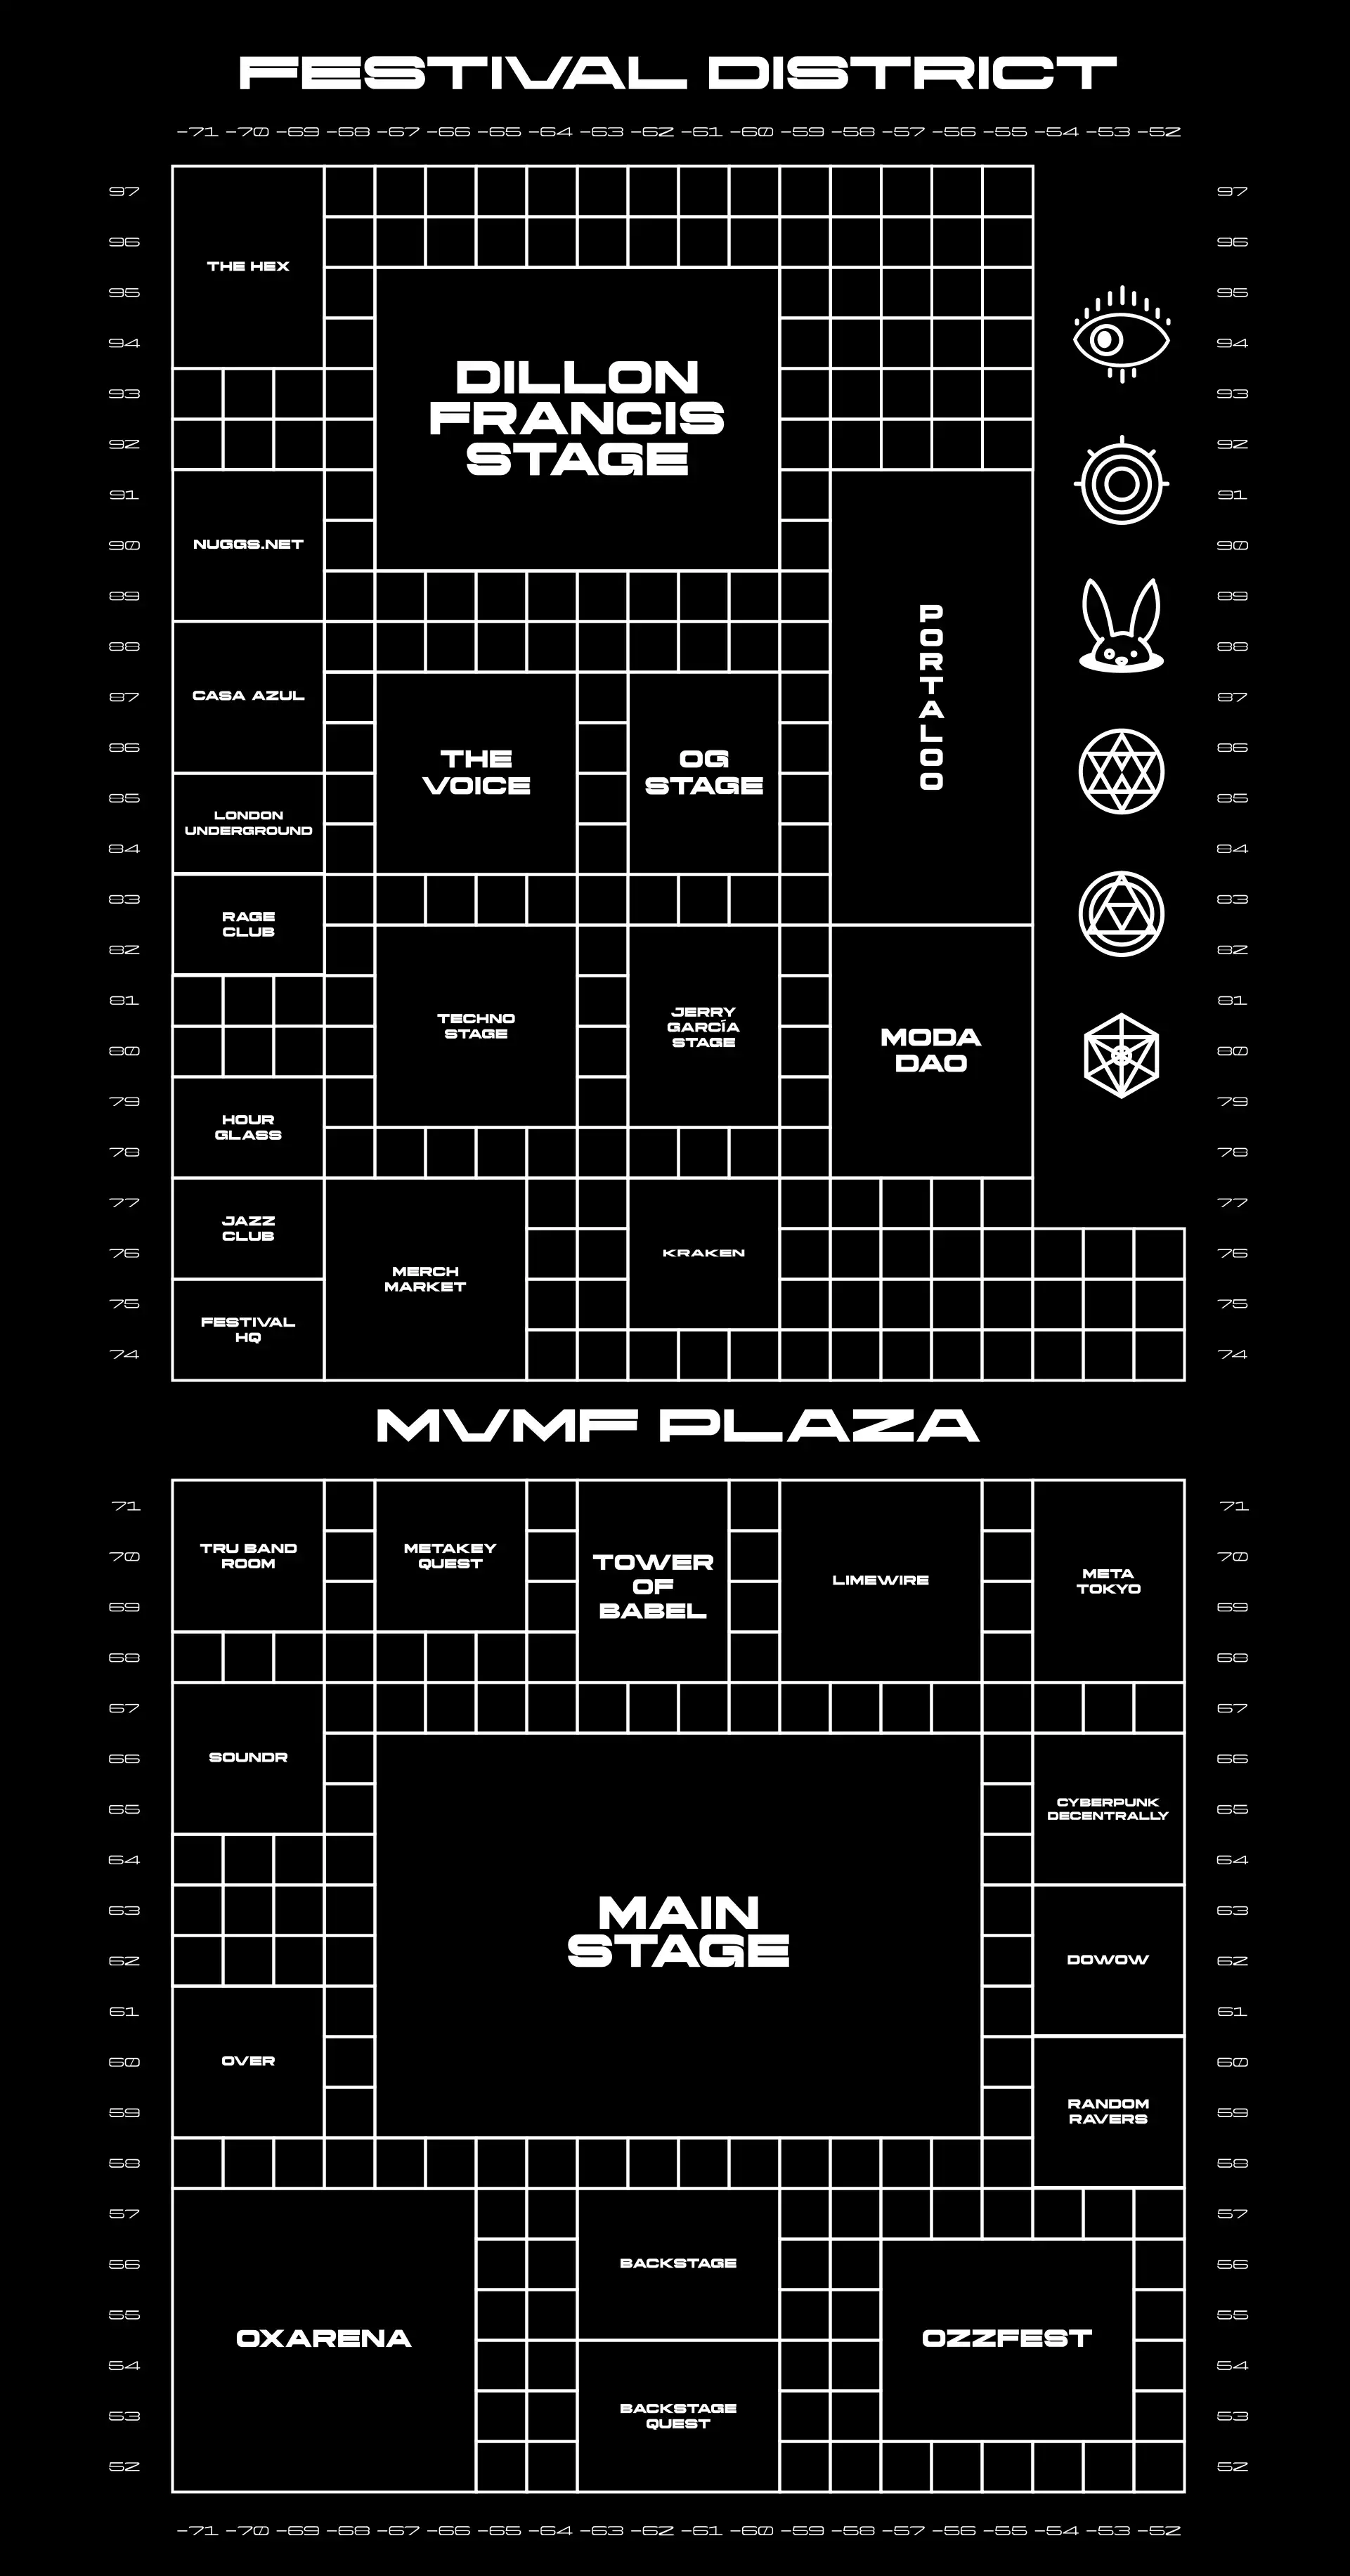 FESTIVAL DISTRICT
-71 -70 -69 -68 -67 -66 -65 -64 -63 -62 -61 -60 -59 -58 -57 -56 -55 -54 -53 -52
97 97
96 96
THE HEX
95 95
94 94
DILLON
93 93
FRANCIS
92 92
STAGE
91 91
90 90
NUGGS.NET
89 89
PORTALOO
88 88
87 87
CASA AZUL
86 86
THE
VOICE
OG
STAGE
85 85
LONDON
UNDERGROUND
84 84
83 83
RAGE
CLUB
82 82
81 81
TECHNO
STAGE
JERRY
GARCÍA
STAGE
MODA
DAO
80 80
79 79
HOUR
GLASS
78 78
77 77
JAZZ
CLUB
76 76
KRAKEN
MERCH
MARKET
75 75
FESTIVAL
HQ
74 74
MVMF PLAZA
71 71
70 70
TRU BAND
ROOM
METAKEY
QUEST
TOWER
OF
BABEL
LIMEWIRE
META
TOKYO
69 69
68 68
67 67
66 66
SOUNDR
65 65
CYBERPUNK
DECENTRALLY
64 64
63 63
MAIN
STAGE
62 62
DOWOW
61 61
60 60
OVER
59 59
RANDOM
RAVERS
58 58
57 57
56 56
BACKSTAGE
55 55
OXARENA
OZZFEST
54 54
53 53
BACKSTAGE
QUEST
52 52
-71 -70 -69 -68 -67 -66 -65 -64 -63 -62 -61 -60 -59 -58 -57 -56 -55 -54 -53 -52